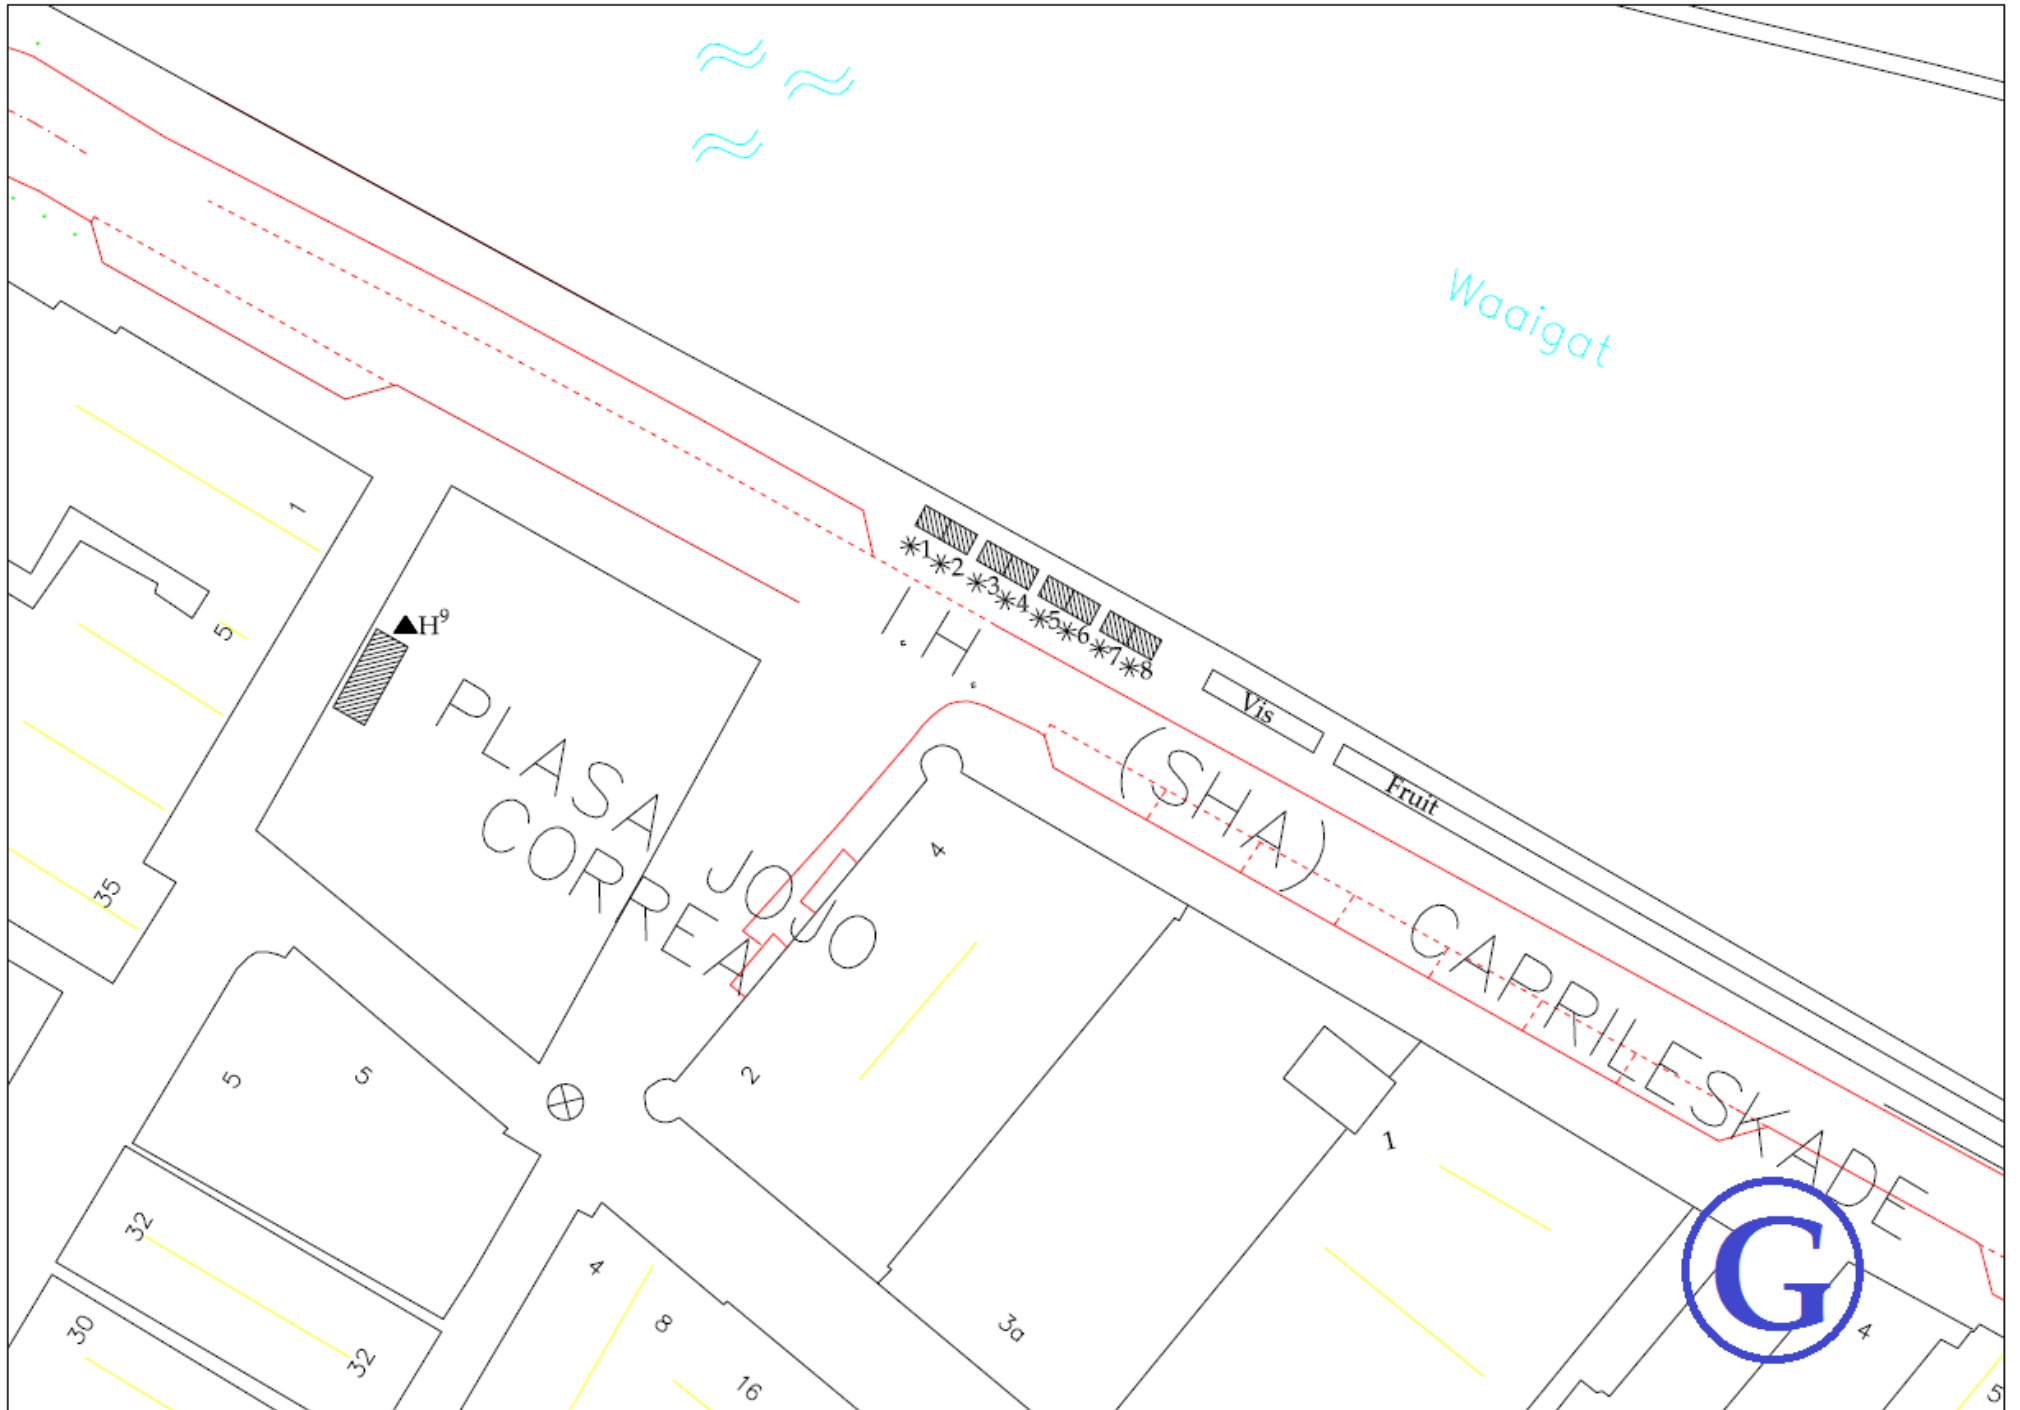 Waaigat
1
*1
*2
*3
*4
*5
*6
*7
*8
5
▲H⁹
I. H.
Vis
Fruit
PLASA JOJO
CORREA
(SHA) CAPRILESKADE
4
35
5
5
2
1
32
32
30
4
8
16
3a
G
4
5